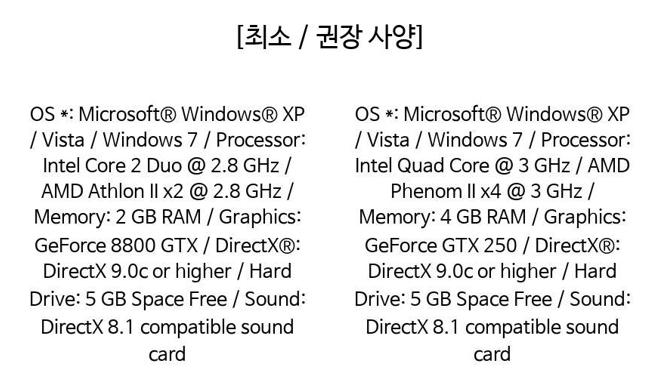 [최소 / 권장 사양]
OS *: Microsoft® Windows® XP
/ Vista / Windows 7 / Processor:
Intel Core 2 Duo @ 2.8 GHz /
AMD Athlon II x2 @ 2.8 GHz /
Memory: 2 GB RAM / Graphics:
GeForce 8800 GTX / DirectX®:
DirectX 9.0c or higher / Hard
Drive: 5 GB Space Free / Sound:
DirectX 8.1 compatible sound
card
OS *: Microsoft® Windows® XP
/ Vista / Windows 7 / Processor:
Intel Quad Core @ 3 GHz / AMD
Phenom II x4 @ 3 GHz /
Memory: 4 GB RAM / Graphics:
GeForce GTX 250 / DirectX®:
DirectX 9.0c or higher / Hard
Drive: 5 GB Space Free / Sound:
DirectX 8.1 compatible sound
card